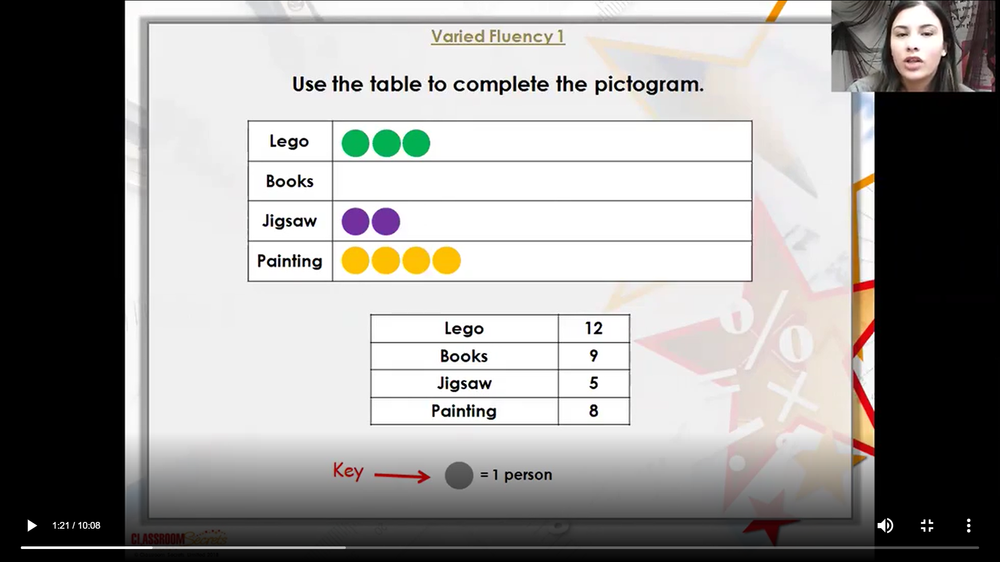 Varied Fluency 1
Use the table to complete the pictogram.
Lego
Books
Jigsaw
Painting
Lego 12
Books 9
Jigsaw 5
Painting 8
Key = 1 person
1:21 / 10:08
CLASSROOM Secrets